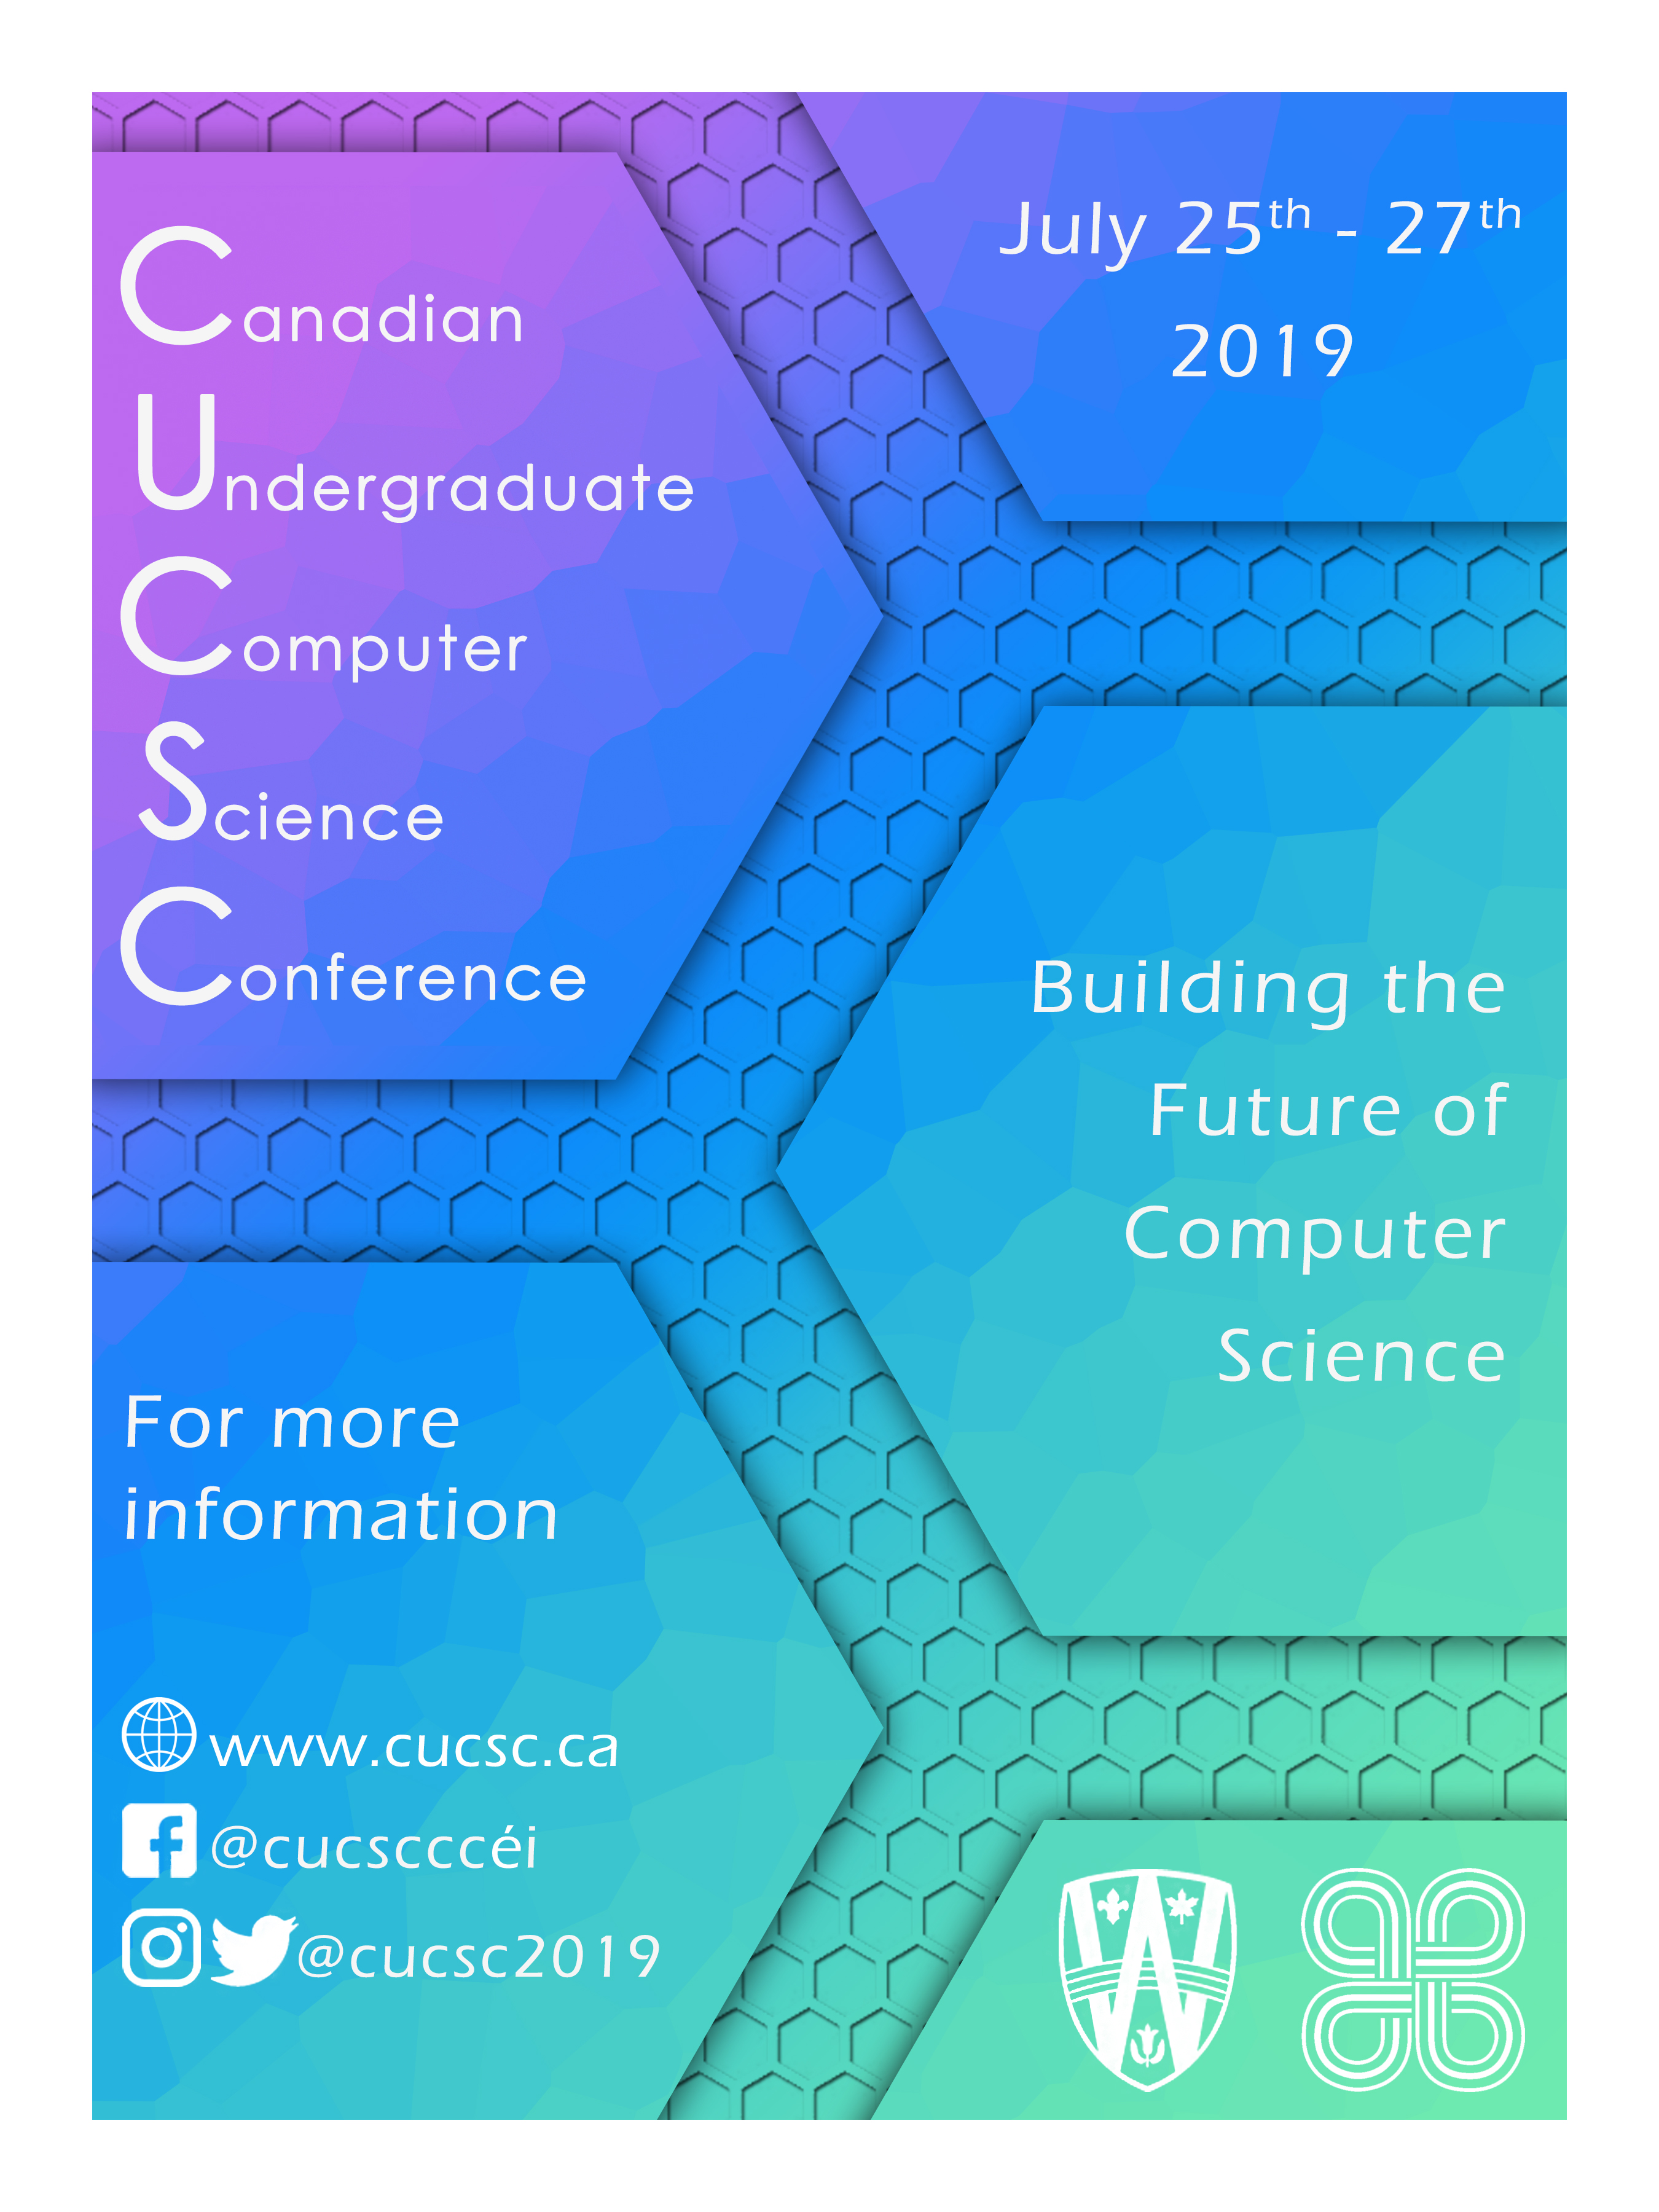 Canadian
Undergraduate
Computer
Science
Conference
July 25th - 27th
2019
Building the
Future of
Computer
Science
For more
information
www.cucsc.ca
@cucscccéi
@cucsc2019